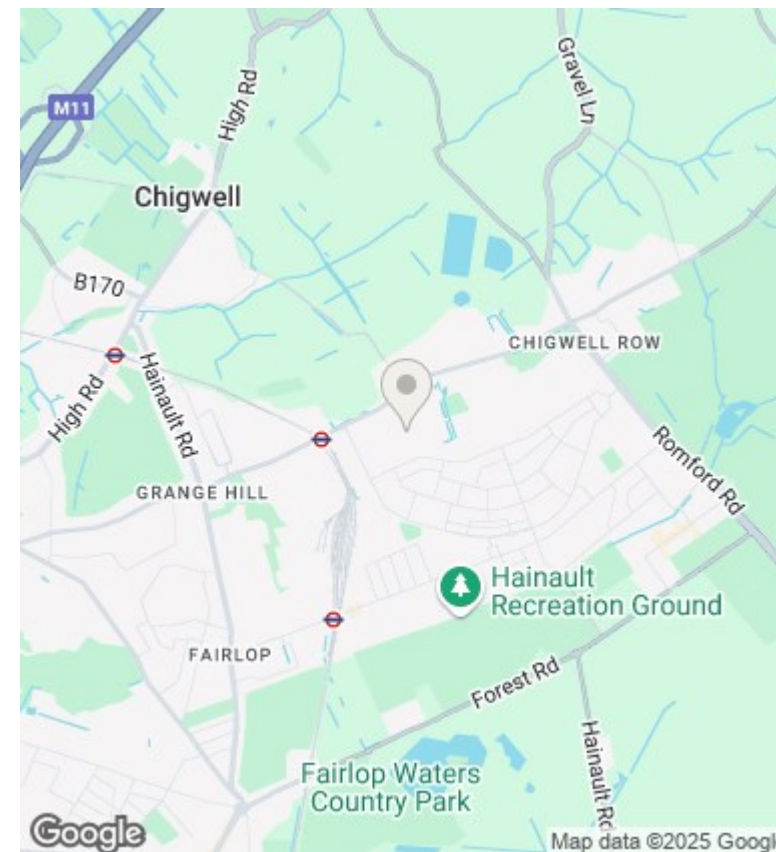 M11
High Rd
Gravel Ln
Chigwell
B170
CHIGWELL ROW
High Rd
Hainault Rd
Romford Rd
GRANGE HILL
Hainault
Recreation Ground
FAIRLOP
Forest Rd
Hainault Rd
Fairlop Waters
Country Park
Google
Map data ©2025 Googl